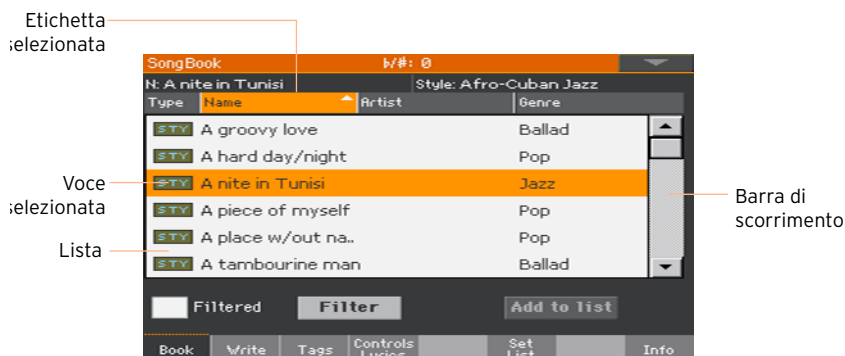 Etichetta
selezionata
SongBook b/#: 0
N: A nite in Tunisi Style: Afro-Cuban Jazz
Type Name Artist Genre
STY A groovy love Ballad
STY A hard day/night Pop
STY A nite in Tunisi Jazz
STY A piece of myself Pop
STY A place w/out na.. Pop
STY A tambourine man Ballad
Voce
selezionata
Lista
Barra di
scorrimento
Filtered Filter Add to list
Book Write Tags Controls Lyrics Set List Info